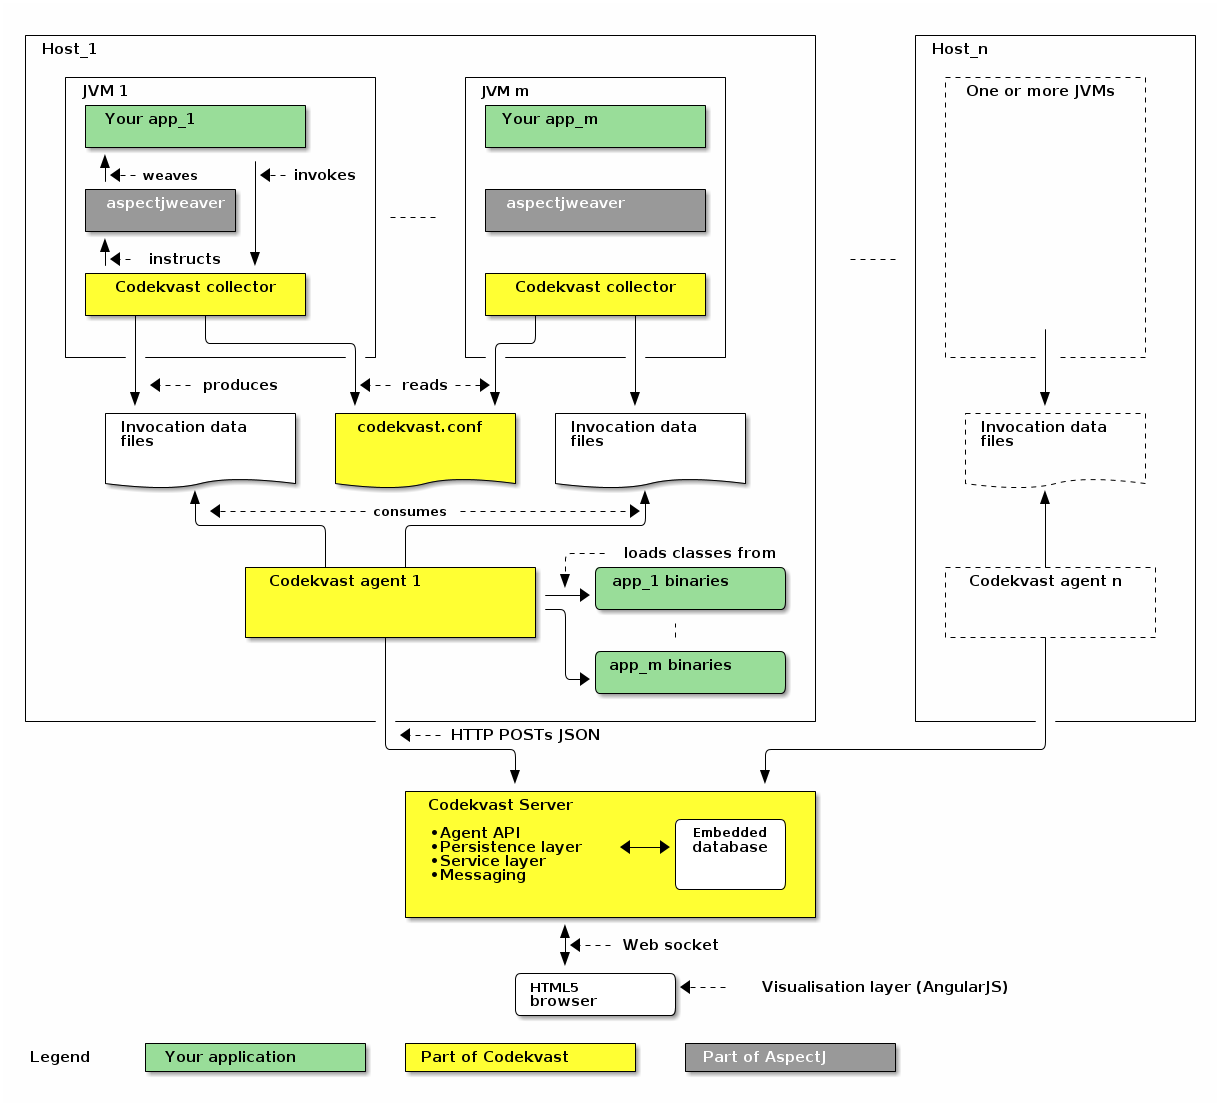 Host_1
Host_n
JVM 1
JVM m
One or more JVMs
Your app_1
Your app_m
weaves
invokes
aspectjweaver
aspectjweaver
instructs
Codekvast collector
Codekvast collector
produces
reads
Invocation data
files
codekvast.conf
Invocation data
files
Invocation data
files
consumes
loads classes from
Codekvast agent 1
app_1 binaries
Codekvast agent n
app_m binaries
HTTP POSTs JSON
Codekvast Server
•Agent API
•Persistence layer
•Service layer
•Messaging
Embedded
database
Web socket
HTML5
browser
Visualisation layer (AngularJS)
Legend
Your application
Part of Codekvast
Part of AspectJ